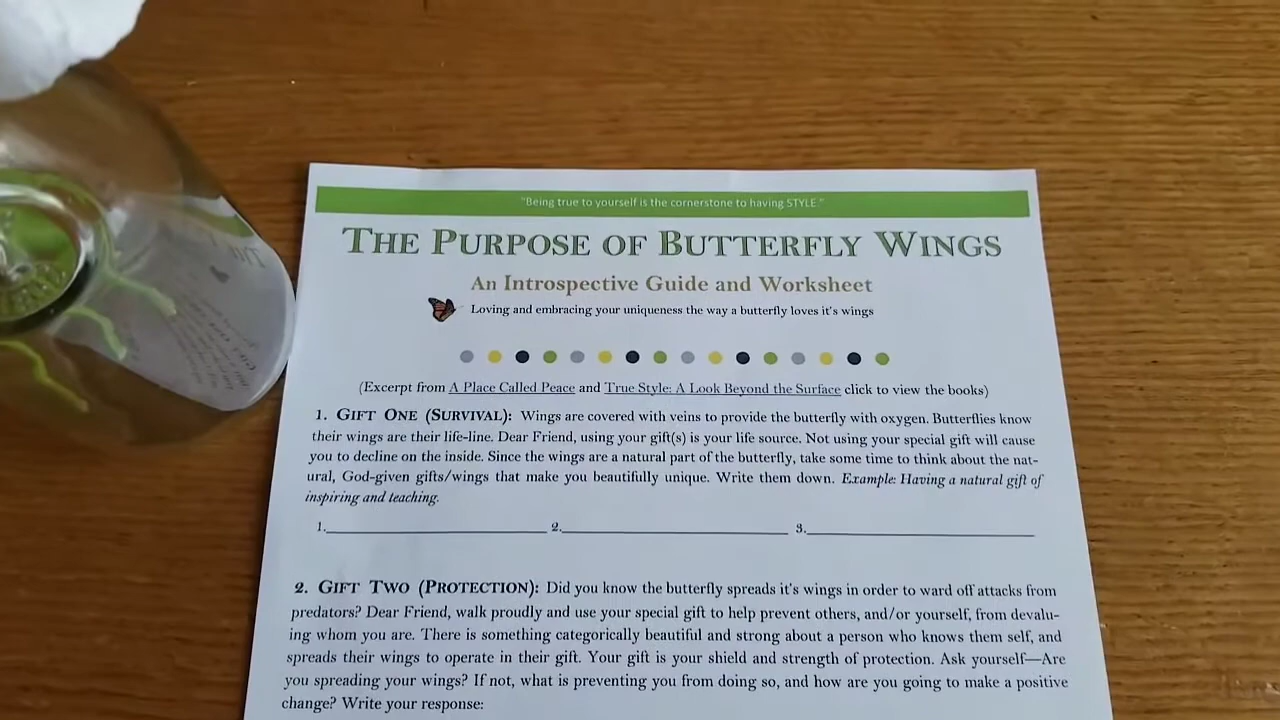 "Being true to yourself is the cornerstone to having STYLE."
THE PURPOSE OF BUTTERFLY WINGS
An Introspective Guide and Worksheet
Loving and embracing your uniqueness the way a butterfly loves it's wings
(Excerpt from A Place Called Peace and True Style: A Look Beyond the Surface click to view the books)
1. GIFT ONE (SURVIVAL): Wings are covered with veins to provide the butterfly with oxygen. Butterflies know
their wings are their life-line. Dear Friend, using your gift(s) is your life source. Not using your special gift will cause
you to decline on the inside. Since the wings are a natural part of the butterfly, take some time to think about the nat-
ural, God-given gifts/wings that make you beautifully unique. Write them down. Example: Having a natural gift of
inspiring and teaching.
1. 2. 3.
2. GIFT TWO (PROTECTION): Did you know the butterfly spreads it's wings in order to ward off attacks from
predators? Dear Friend, walk proudly and use your special gift to help prevent others, and/or yourself, from devalu-
ing whom you are. There is something categorically beautiful and strong about a person who knows them self, and
spreads their wings to operate in their gift. Your gift is your shield and strength of protection. Ask yourself—Are
you spreading your wings? If not, what is preventing you from doing so, and how are you going to make a positive
change? Write your response: